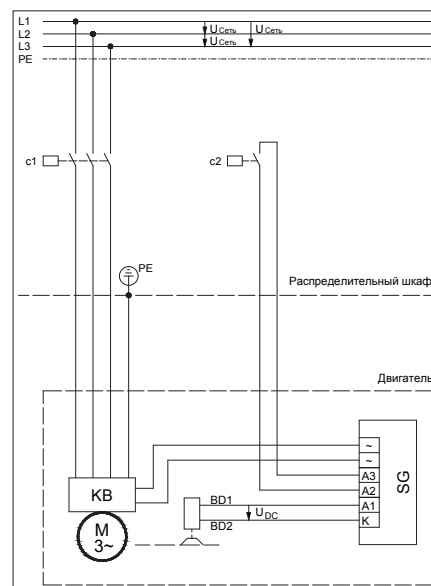 L1
L2
L3
PE
U Сеть
U Сеть
U Сеть
c1
c2
PE
Распределительный шкаф
Двигатель
~
~
A3
A2
A1
K
SG
KB
M
3~
BD1
BD2
U DC